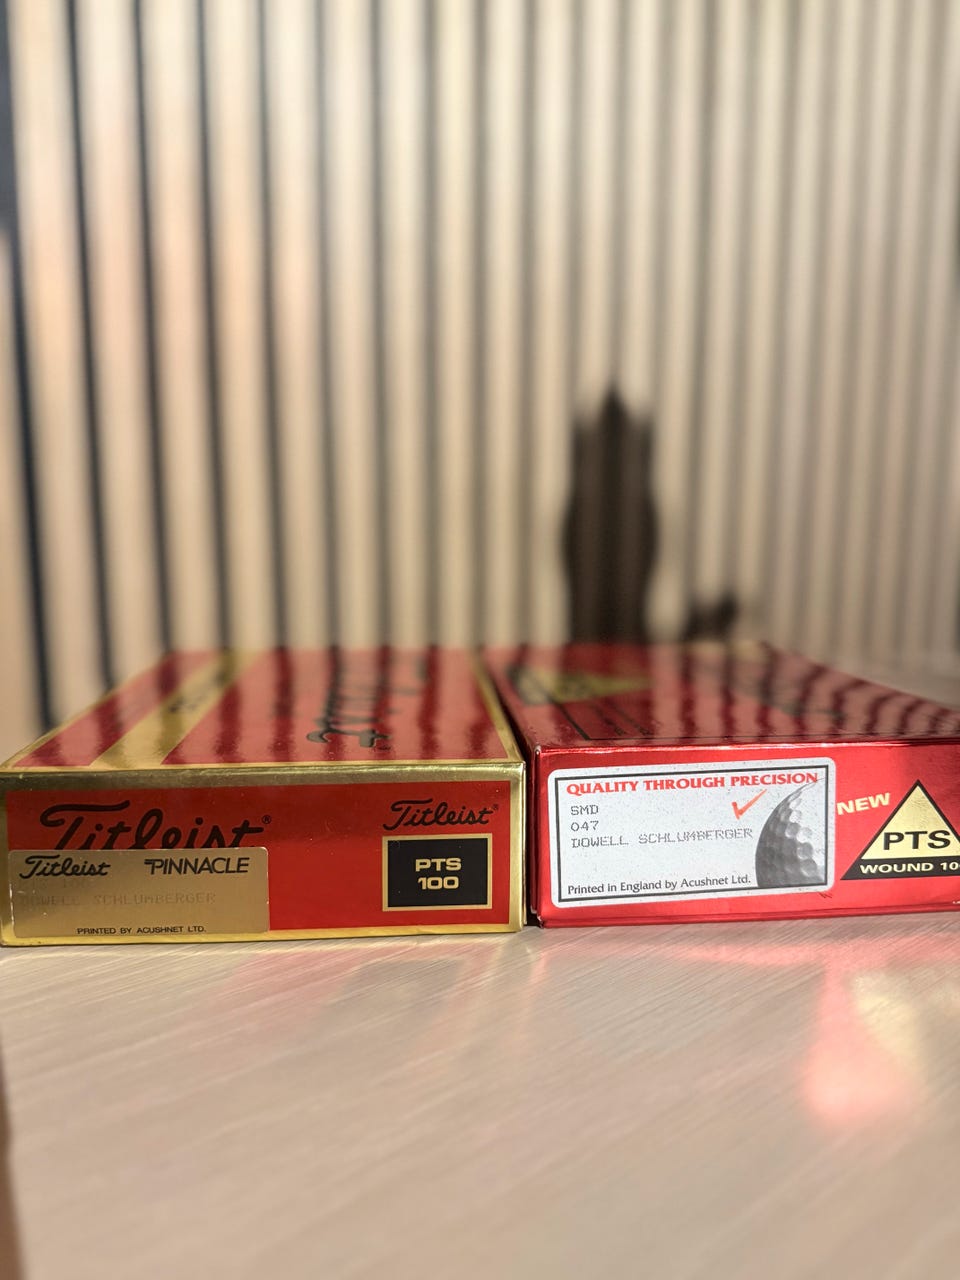 Titleist®
Titleist®
PTS
100
Titleist PINNACLE
DOWELL SCHLUMBERGER
PRINTED BY ACUSHNET LTD.
QUALITY THROUGH PRECISION
SMD
047
DOWELL SCHLUMBERGER
Printed in England by Acushnet Ltd.
NEW
PTS
WOUND 10